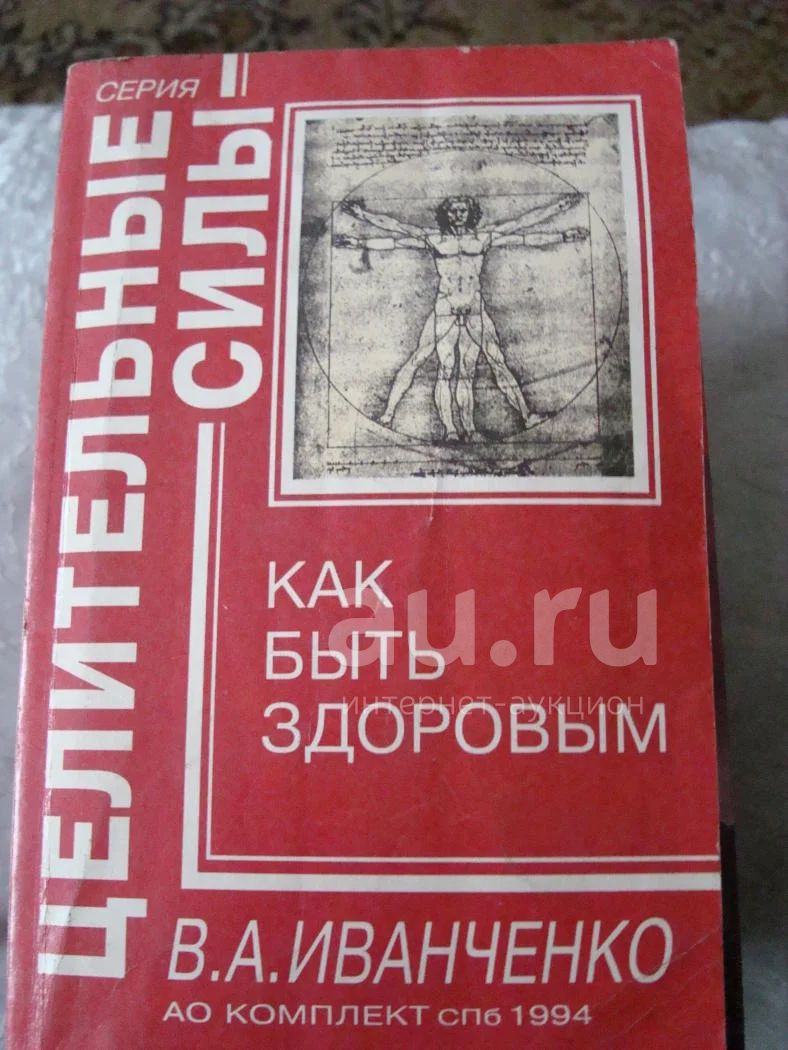 СЕРИЯ
ЦЕЛИТЕЛЬНЫЕ
СИЛЫ
КАК
БЫТЬ
ЗДОРОВЫМ
au.ru
интернет-аукцион
В.А.ИВАНЧЕНКО
АО КОМПЛЕКТ СПб 1994